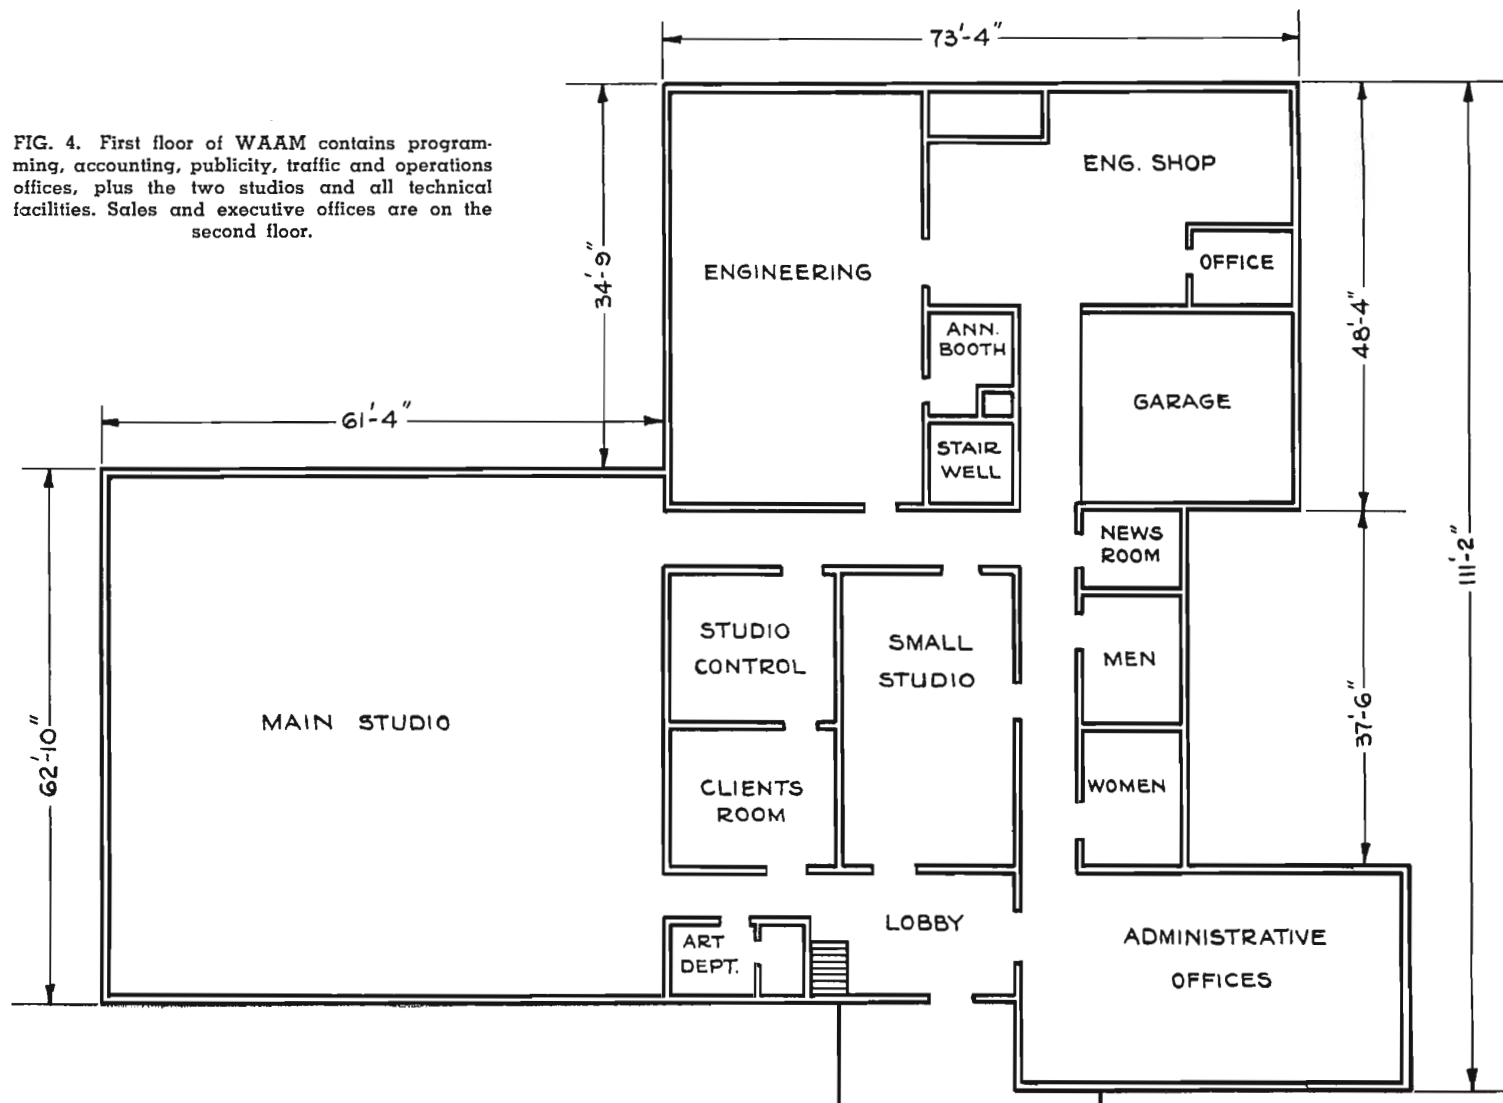 73'-4"
FIG. 4. First floor of WAAM contains program-
ming, accounting, publicity, traffic and operations
offices, plus the two studios and all technical
facilities. Sales and executive offices are on the
second floor.
ENG. SHOP
OFFICE
ENGINEERING
34'-9"
48'-4"
ANN.
BOOTH
GARAGE
61'-4"
STAIR
WELL
NEWS
ROOM
111'-2"
STUDIO
CONTROL
SMALL
STUDIO
MEN
MAIN STUDIO
37'-6"
62'-10"
CLIENTS
ROOM
WOMEN
LOBBY
ART
DEPT.
ADMINISTRATIVE
OFFICES